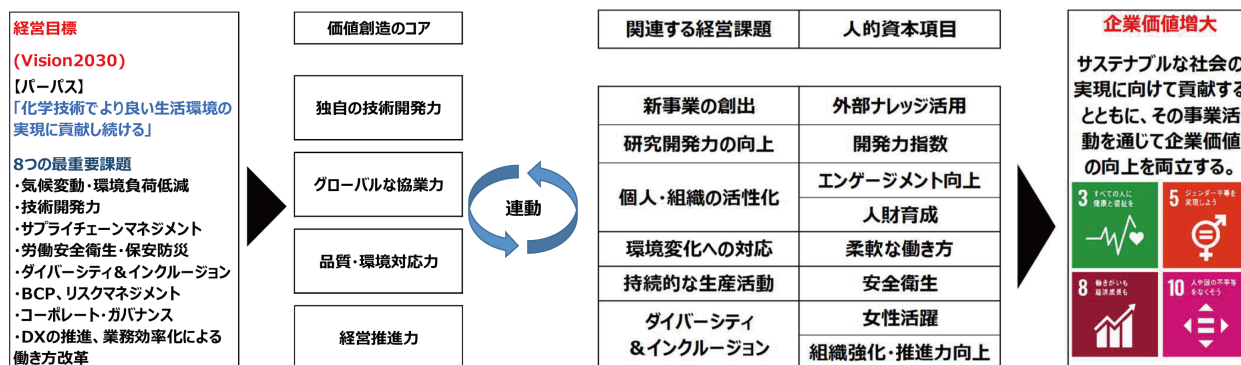 経営目標
(Vision2030)
【パーパス】
「化学技術でより良い生活環境の
実現に貢献し続ける」
8つの最重要課題
・気候変動・環境負荷低減
・技術開発力
・サプライチェーンマネジメント
・労働安全衛生・保安防災
・ダイバーシティ＆インクルージョン
・BCP、リスクマネジメント
・コーポレート・ガバナンス
・DXの推進、業務効率化による
働き方改革
価値創造のコア
独自の技術開発力
グローバルな協業力
品質・環境対応力
経営推進力
連動
関連する経営課題 人的資本項目
新事業の創出 外部ナレッジ活用
研究開発力の向上 開発力指数
個人・組織の活性化 エンゲージメント向上
人財育成
環境変化への対応 柔軟な働き方
持続的な生産活動 安全衛生
ダイバーシティ
＆インクルージョン
女性活躍
組織強化・推進力向上
企業価値増大
サステナブルな社会の
実現に向けて貢献する
とともに、その事業活
動を通じて企業価値
の向上を両立する。
3 すべての人に
健康と福祉を
5 ジェンダー平等を
実現しよう
8 働きがいも
経済成長も
10 人や国の不平等
をなくそう